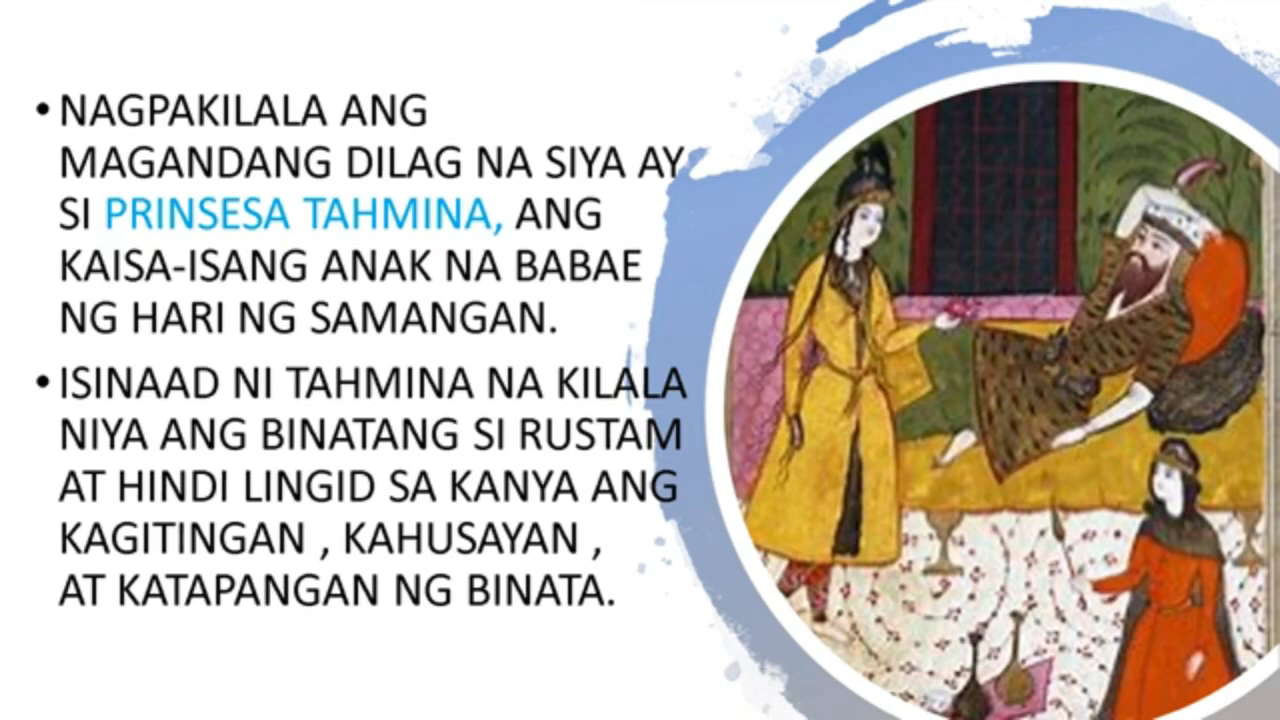 • NAGPAKILALA ANG
MAGANDANG DILAG NA SIYA AY
SI PRINSESA TAHMINA, ANG
KAISA-ISANG ANAK NA BABAE
NG HARI NG SAMANGAN.
• ISINAAD NI TAHMINA NA KILALA
NIYA ANG BINATANG SI RUSTAM
AT HINDI LINGID SA KANYA ANG
KAGITINGAN , KAHUSAYAN ,
AT KATAPANGAN NG BINATA.